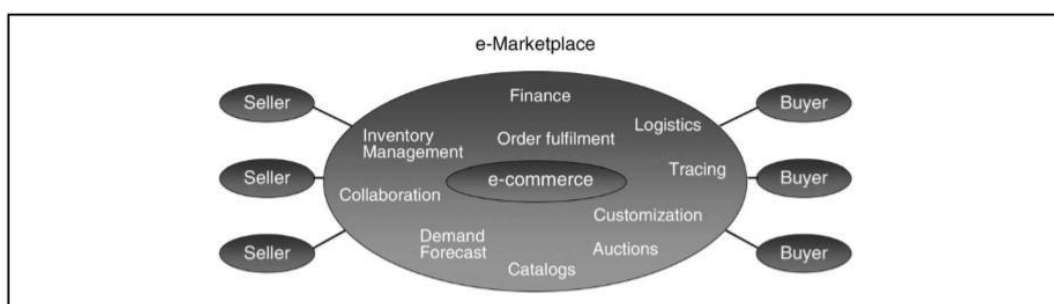 e-Marketplace
Seller
Finance
Buyer
Logistics
Inventory
Management
Order fulfilment
Seller
e-commerce
Tracing
Buyer
Collaboration
Customization
Demand
Forecast
Auctions
Seller
Catalogs
Buyer